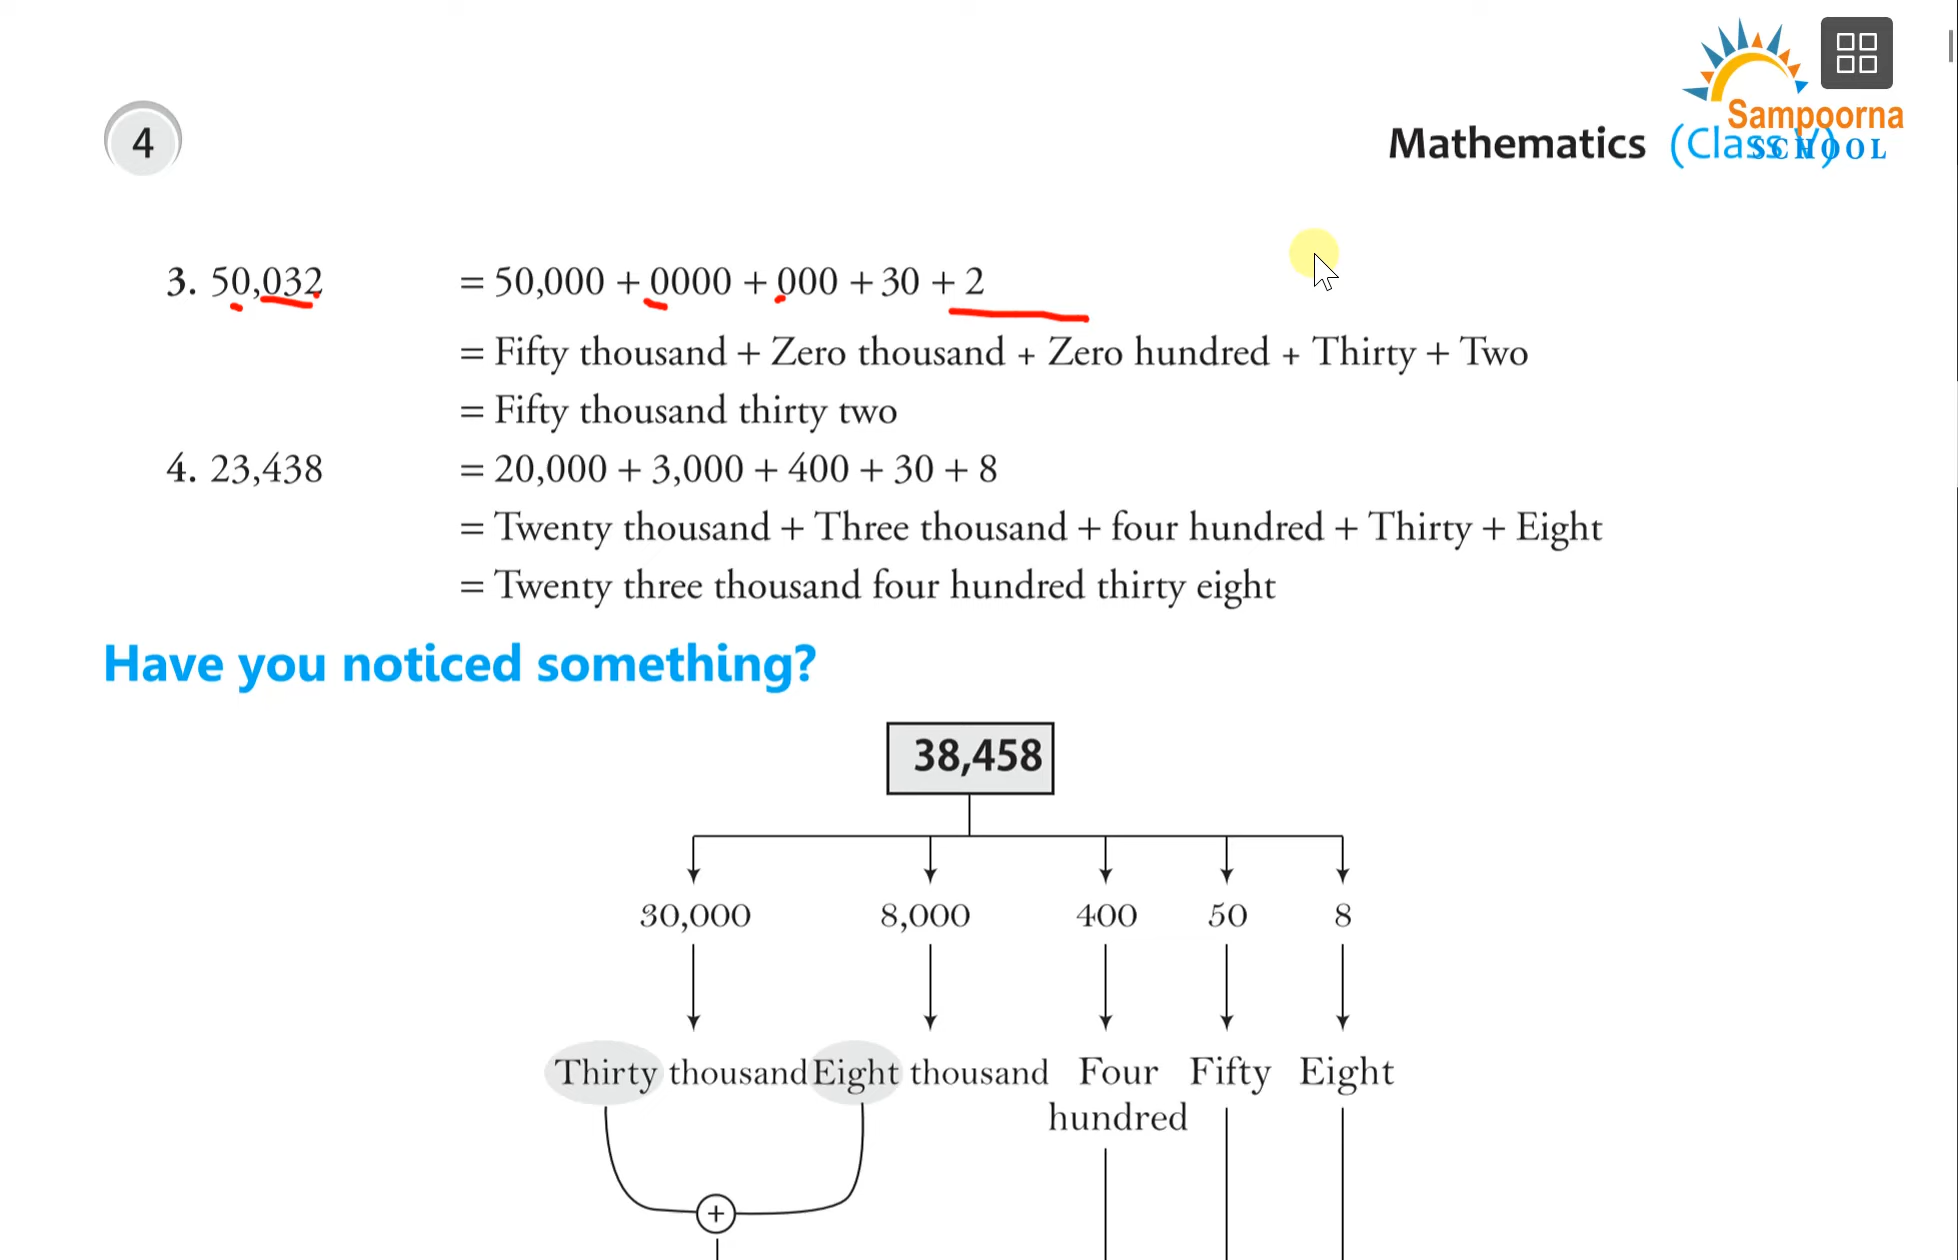 Sampoorna
SCHOOL
4
Mathematics (Class V)
3. 50,032 = 50,000 + 0000 + 000 + 30 + 2
= Fifty thousand + Zero thousand + Zero hundred + Thirty + Two
= Fifty thousand thirty two
4. 23,438 = 20,000 + 3,000 + 400 + 30 + 8
= Twenty thousand + Three thousand + four hundred + Thirty + Eight
= Twenty three thousand four hundred thirty eight
Have you noticed something?
38,458
30,000 8,000 400 50 8
Thirty thousand Eight thousand Four Fifty Eight
hundred
+